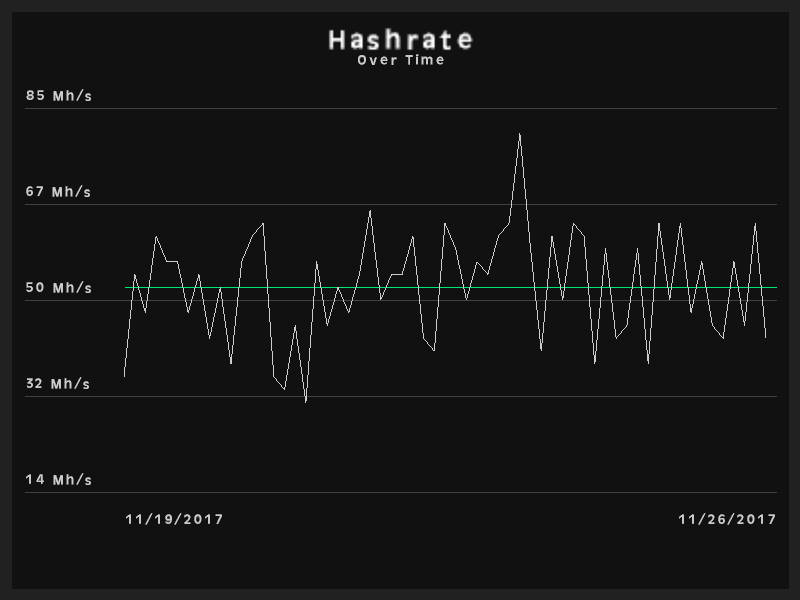 Hashrate
Over Time
85 Mh/s
67 Mh/s
50 Mh/s
32 Mh/s
14 Mh/s
11/19/2017
11/26/2017